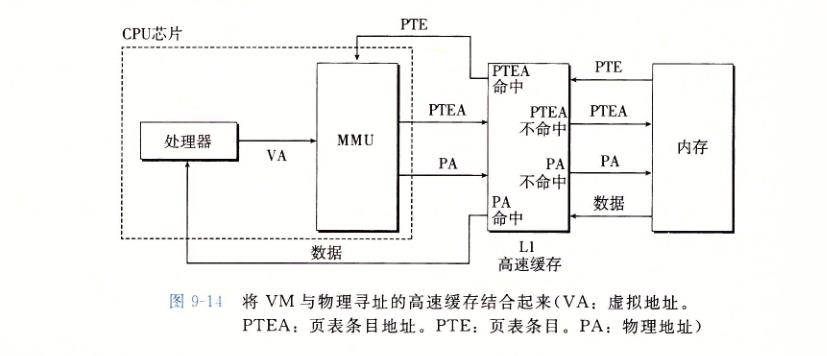 CPU芯片
PTE
PTEA
命中
PTE
PTEA
PTEA
不命中
PTEA
处理器
VA
MMU
内存
PA
PA
不命中
PA
PA
命中
数据
数据
L1
高速缓存
图 9-14 将 VM 与物理寻址的高速缓存结合起来(VA：虚拟地址。
PTEA：页表条目地址。PTE：页表条目。PA：物理地址)